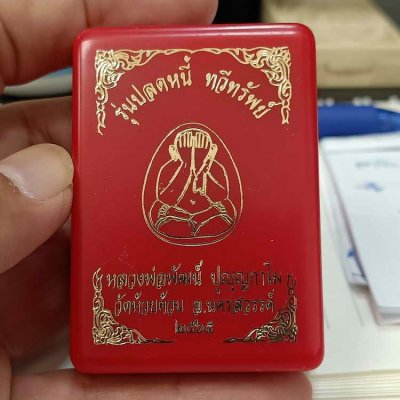 รุ่นปลดหนี้ ทวีทรัพย์
หลวงพ่อพัฒน์ ปุญฺญกาโม
วัดห้วยด้วน จ.นครสวรรค์
๒๕๖๕